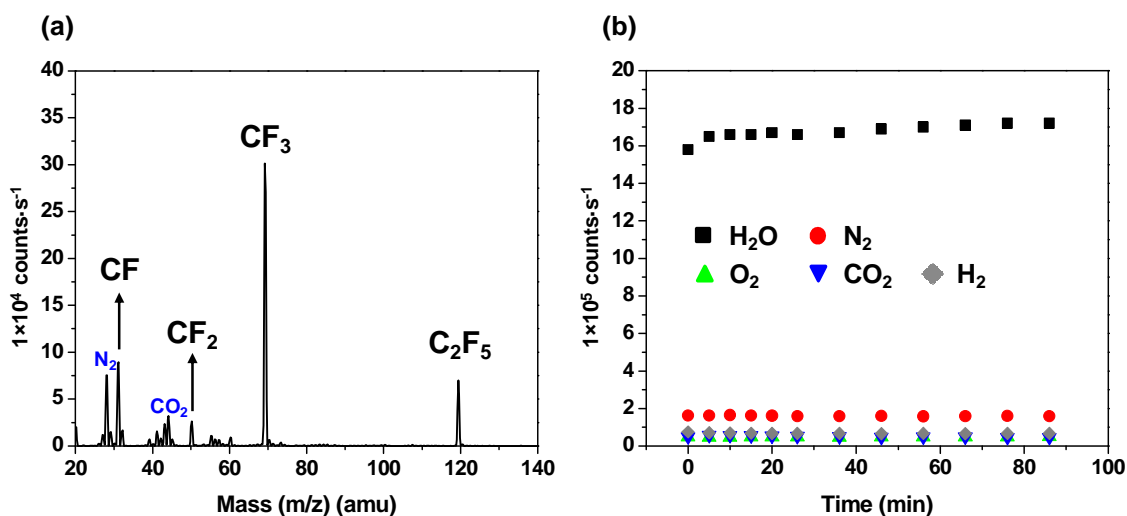 (a)
(b)
1×10⁴ counts·s⁻¹
40
35
30
25
20
15
10
5
0
N₂
CF
CO₂
CF₂
CF₃
C₂F₅
20 40 60 80 100 120 140
Mass (m/z) (amu)
1×10⁵ counts·s⁻¹
20
18
16
14
12
10
8
6
4
2
0
H₂O N₂
O₂ CO₂ H₂
0 20 40 60 80 100
Time (min)